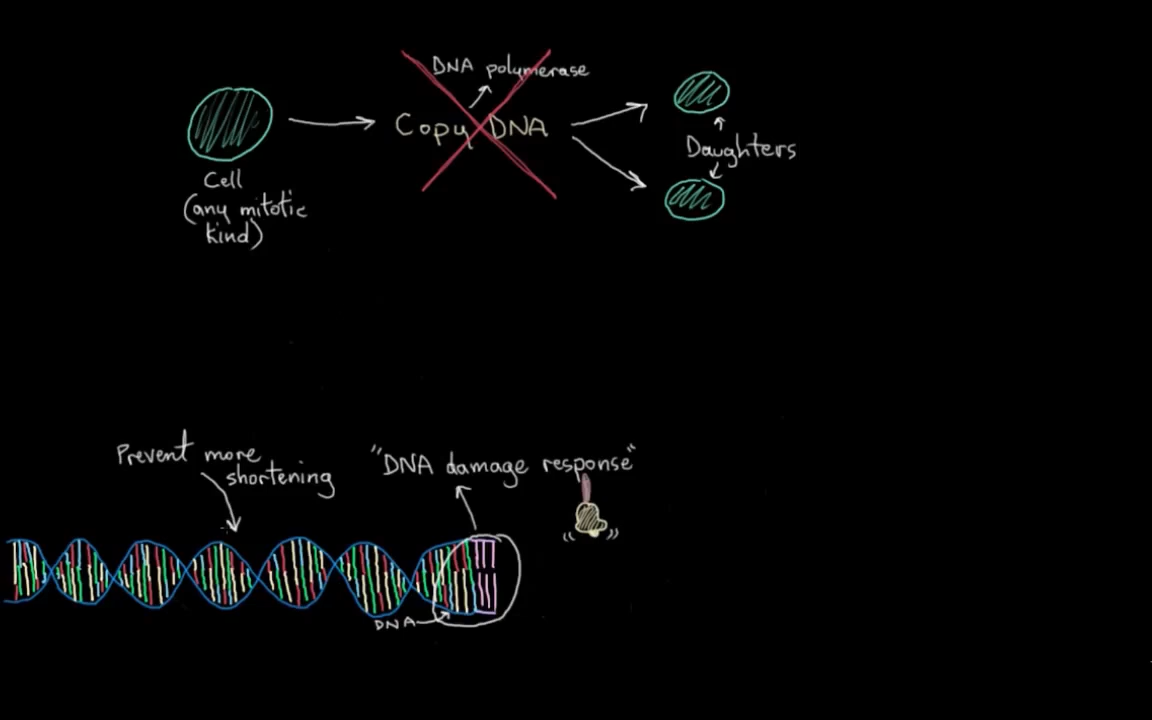 DNA polymerase
Copy DNA
Daughters
Cell
(any mitotic
kind)
Prevent more
shortening
"DNA damage response"
DNA